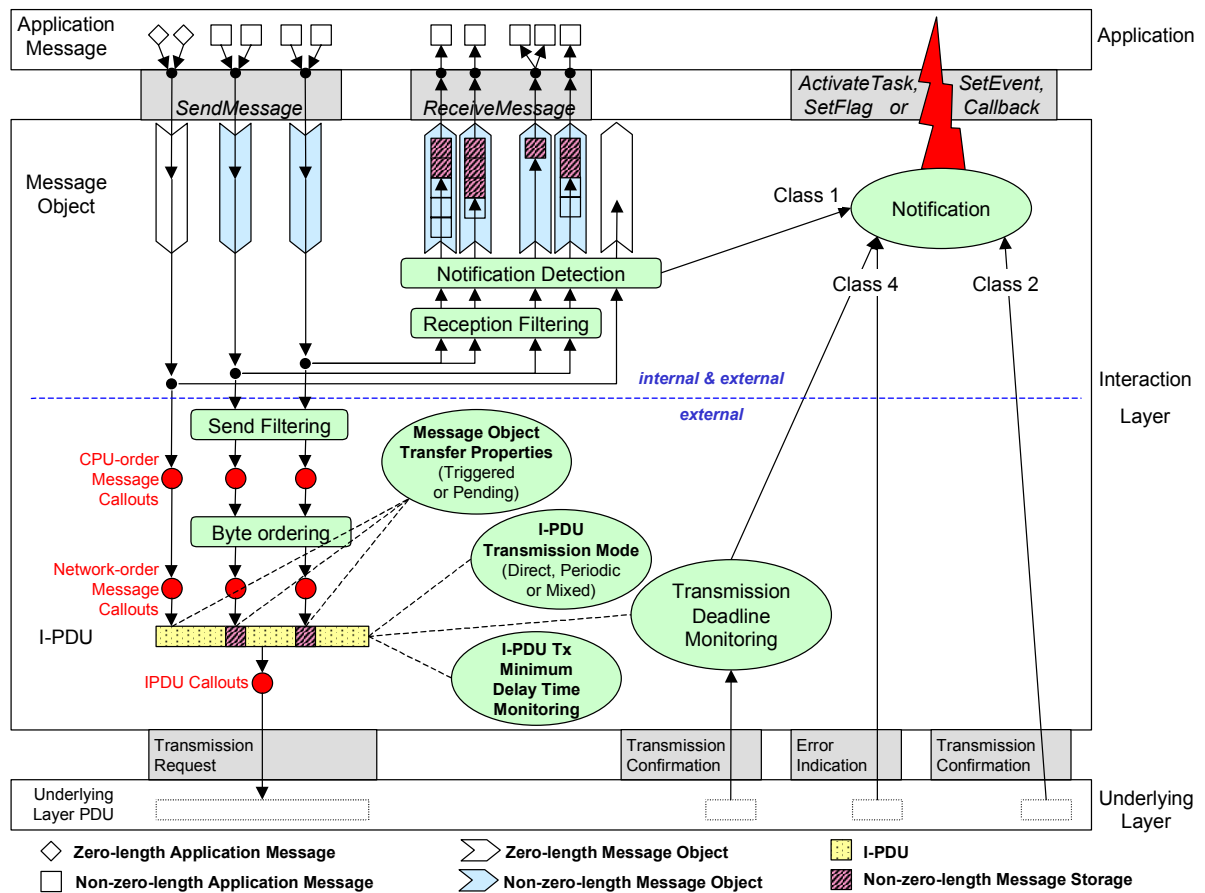 Application
Message
Application
SendMessage
ReceiveMessage
ActivateTask, SetEvent,
SetFlag or Callback
Message
Object
Class 1
Notification
Notification Detection
Class 4
Class 2
Reception Filtering
internal & external
external
Interaction
Layer
Send Filtering
Message Object
Transfer Properties
(Triggered
or Pending)
CPU-order
Message
Callouts
Byte ordering
I-PDU
Transmission Mode
(Direct, Periodic
or Mixed)
Network-order
Message
Callouts
Transmission
Deadline
Monitoring
I-PDU
I-PDU Tx
Minimum
Delay Time
Monitoring
IPDU Callouts
Transmission
Request
Transmission
Confirmation
Error
Indication
Transmission
Confirmation
Underlying
Layer PDU
Underlying
Layer
Zero-length Application Message
Zero-length Message Object
I-PDU
Non-zero-length Application Message
Non-zero-length Message Object
Non-zero-length Message Storage